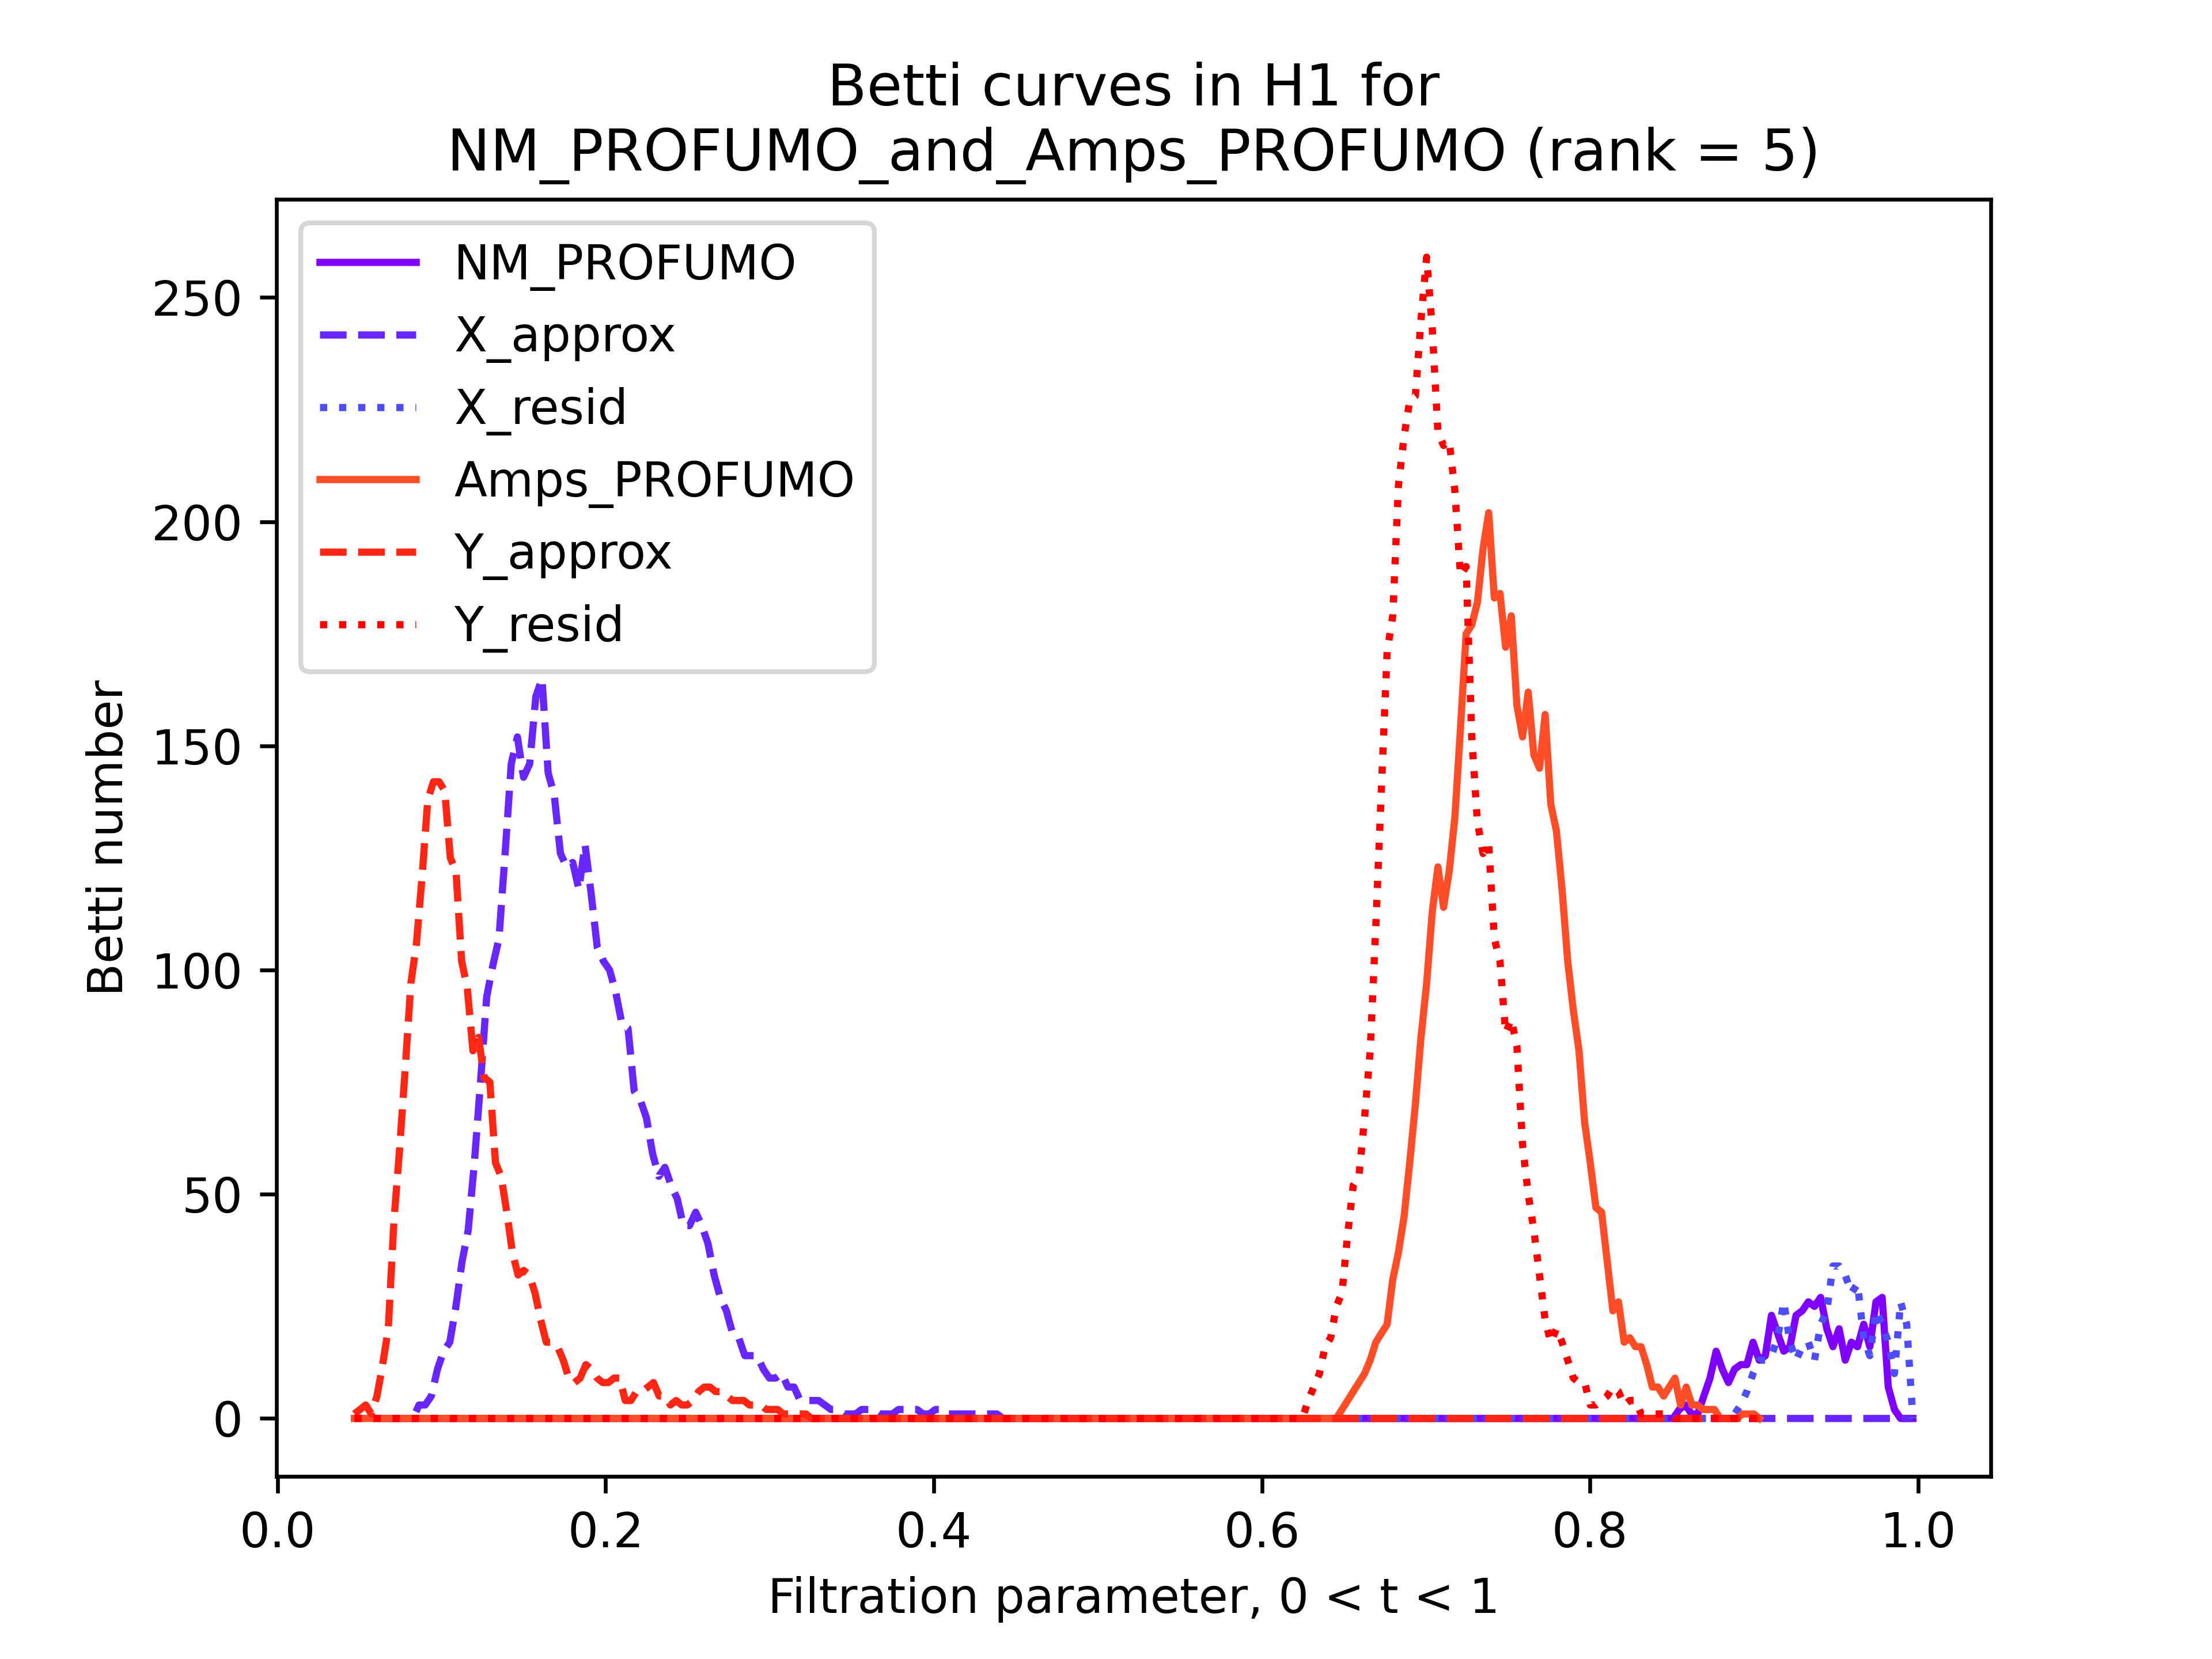 Betti curves in H1 for
NM_PROFUMO_and_Amps_PROFUMO (rank = 5)
NM_PROFUMO
X_approx
X_resid
Amps_PROFUMO
Y_approx
Y_resid
250
200
150
100
50
0
Betti number
0.0 0.2 0.4 0.6 0.8 1.0
Filtration parameter, 0 < t < 1